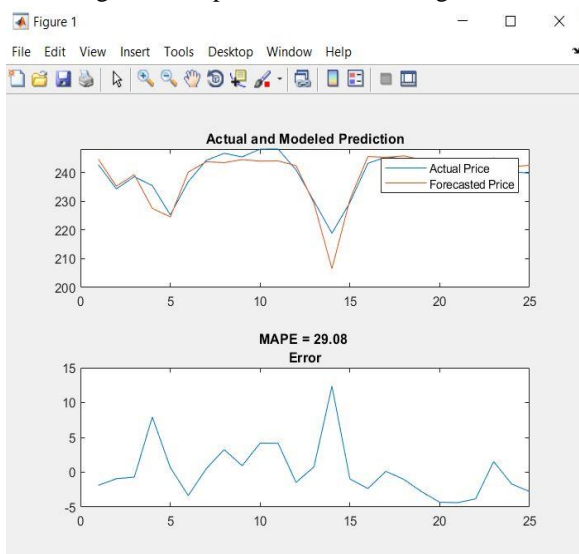 Figure 1
File Edit View Insert Tools Desktop Window Help
Actual and Modeled Prediction
240
230
220
210
200
0 5 10 15 20 25
Actual Price
Forecasted Price
MAPE = 29.08
Error
15
10
5
0
-5
0 5 10 15 20 25